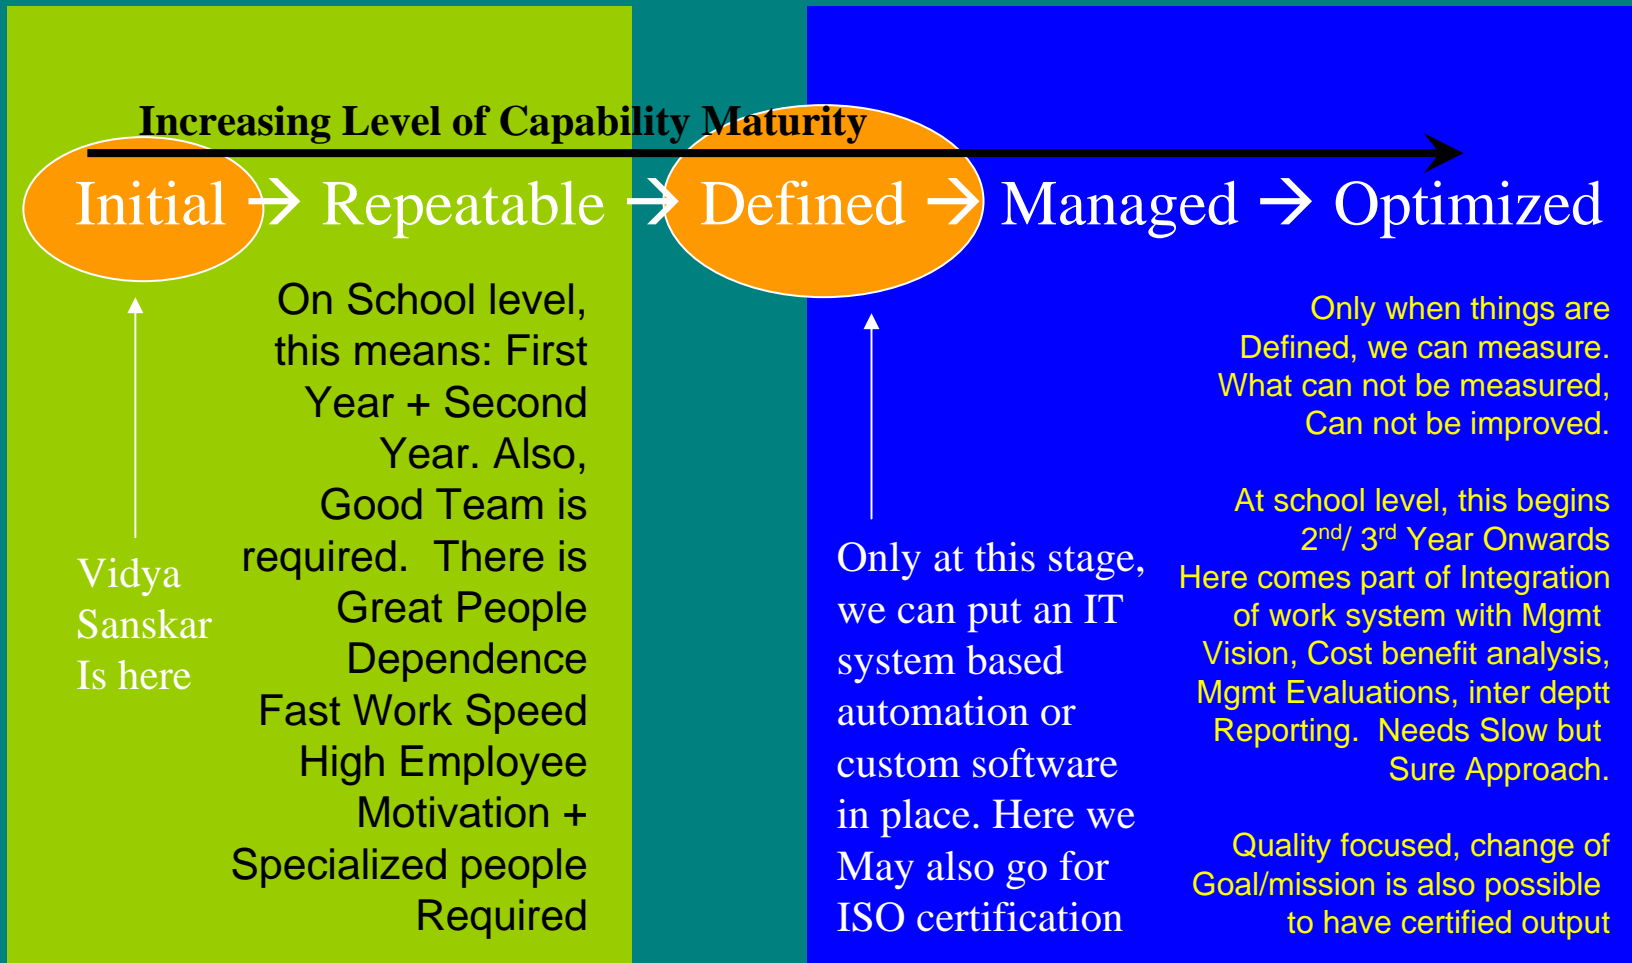 Increasing Level of Capability Maturity
Initial → Repeatable → Defined → Managed → Optimized
Vidya
Sanskar
Is here
On School level,
this means: First
Year + Second
Year. Also,
Good Team is
required. There is
Great People
Dependence
Fast Work Speed
High Employee
Motivation +
Specialized people
Required
Only at this stage,
we can put an IT
system based
automation or
custom software
in place. Here we
May also go for
ISO certification
Only when things are
Defined, we can measure.
What can not be measured,
Can not be improved.
At school level, this begins
2nd/ 3rd Year Onwards
Here comes part of Integration
of work system with Mgmt
Vision, Cost benefit analysis,
Mgmt Evaluations, inter deptt
Reporting. Needs Slow but
Sure Approach.
Quality focused, change of
Goal/mission is also possible
to have certified output